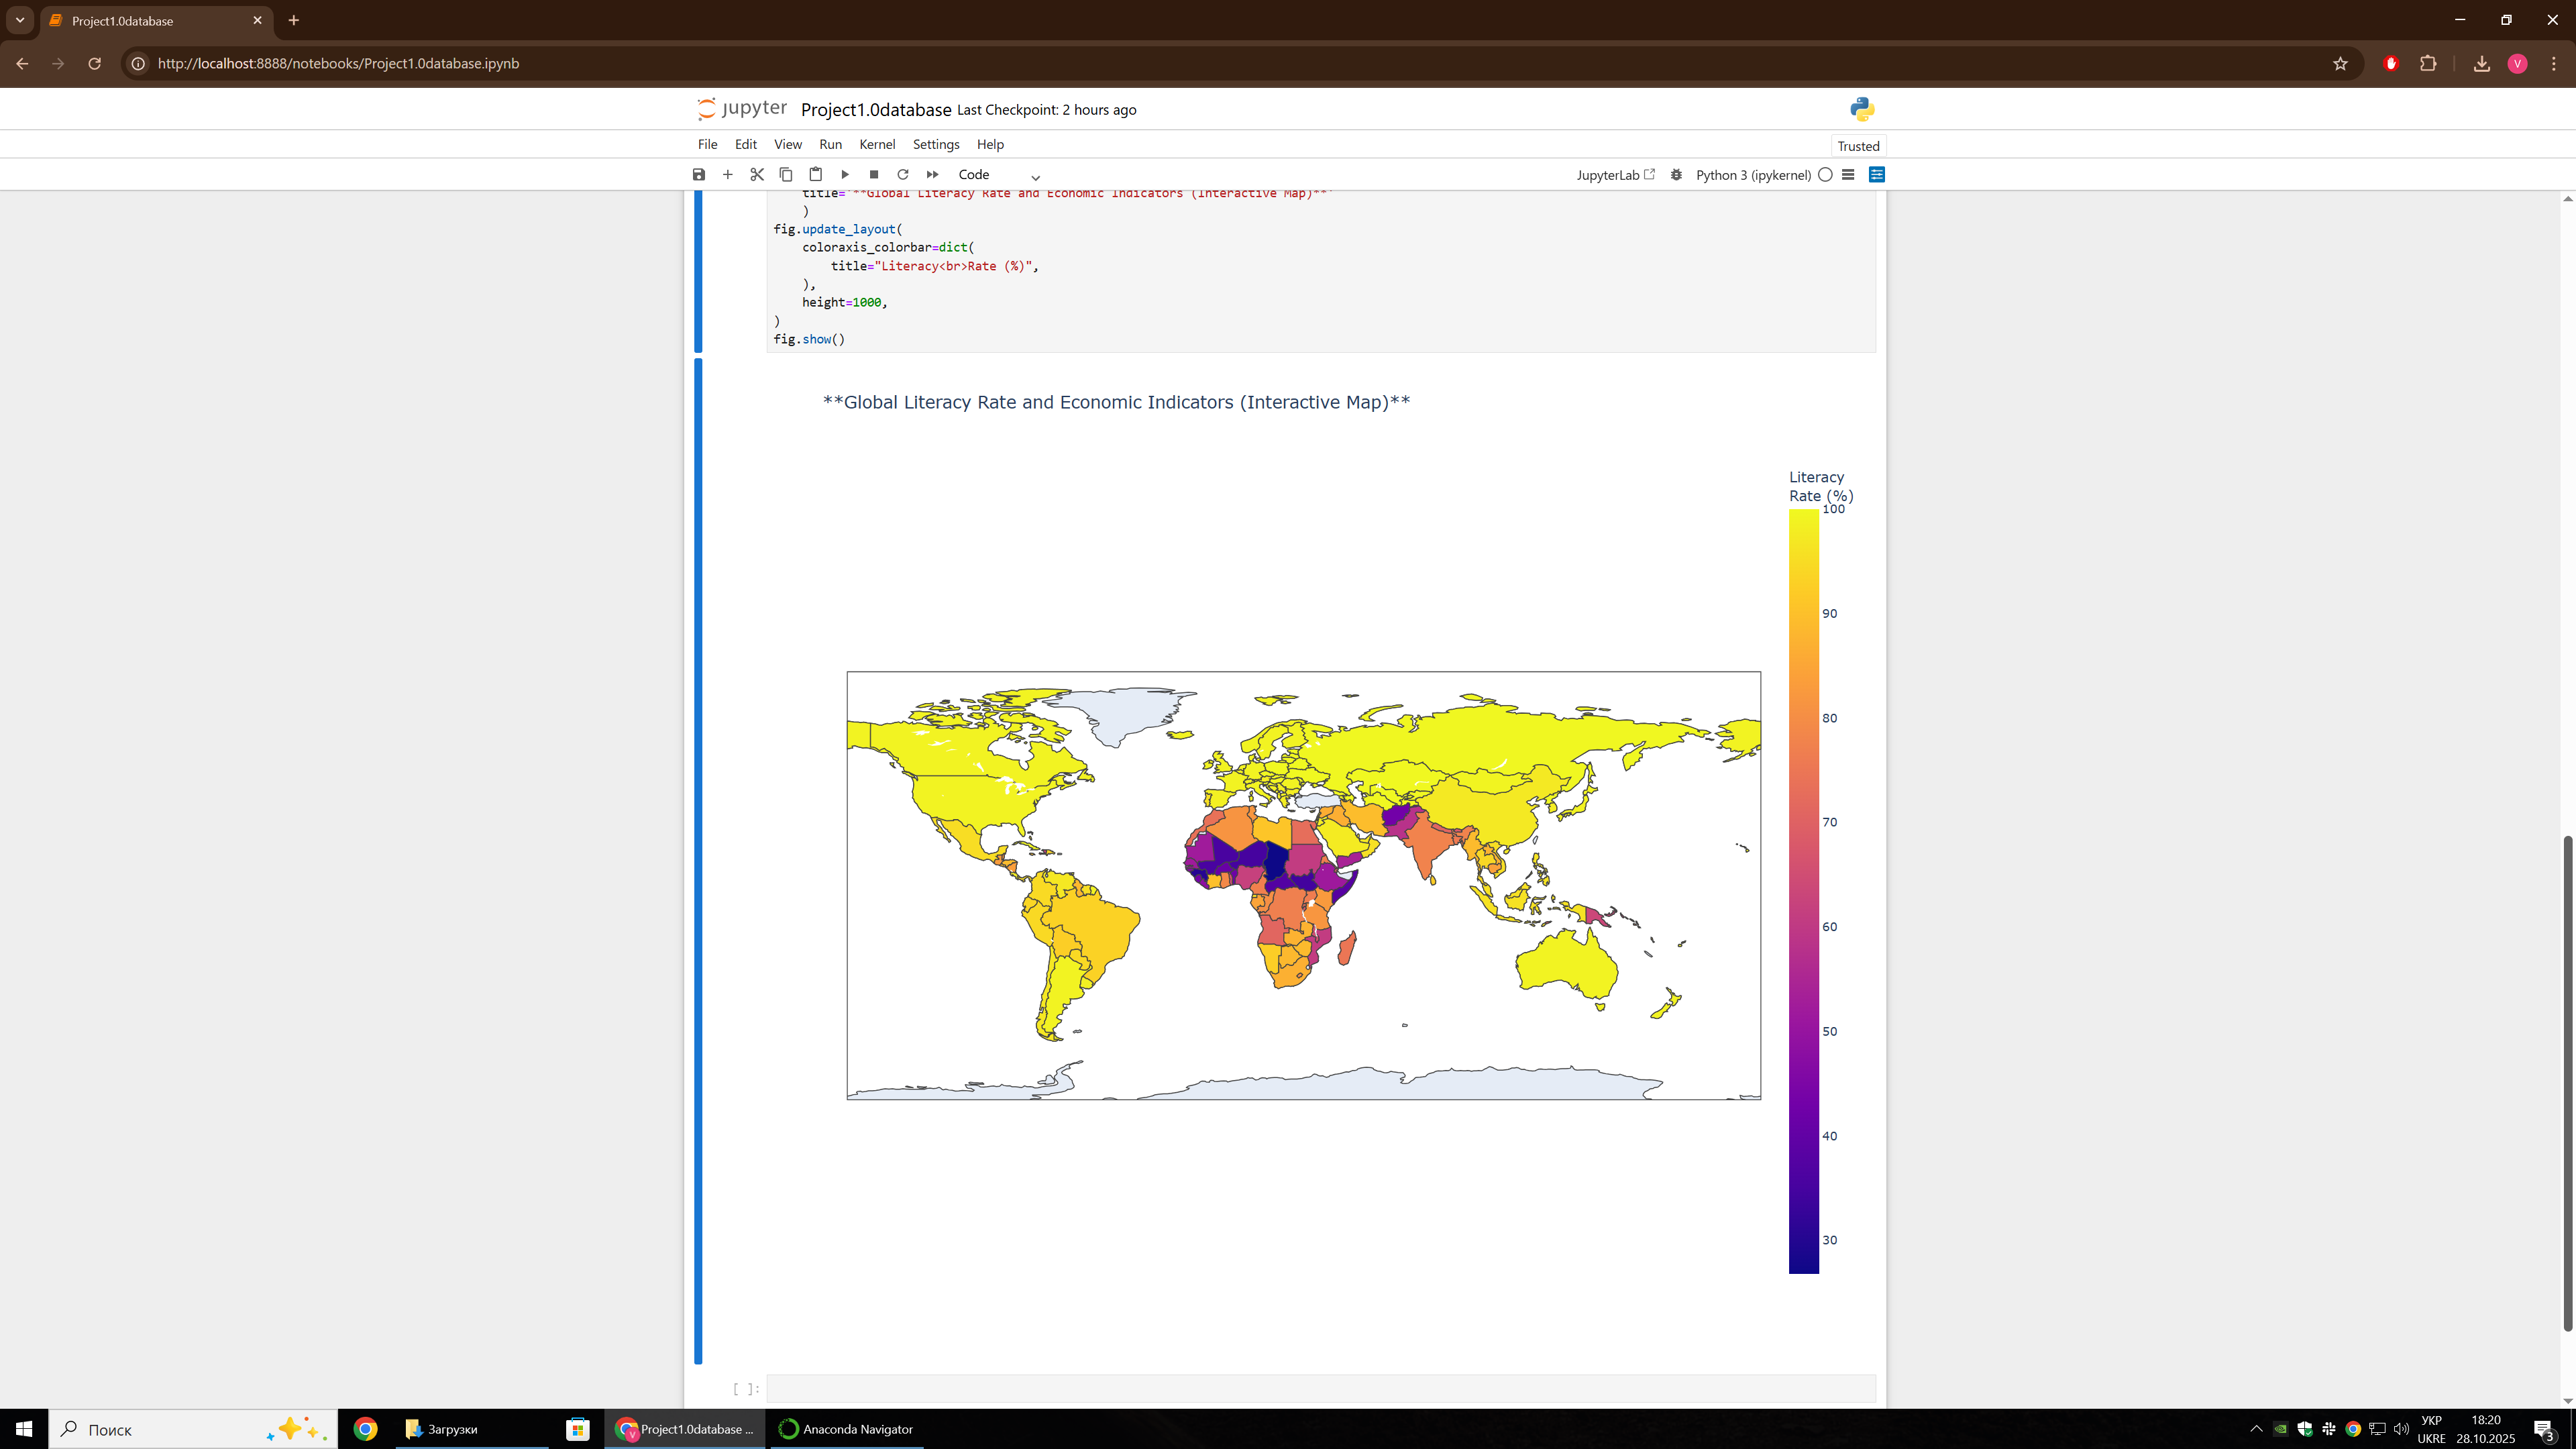 Project1.0database
http://localhost:8888/notebooks/Project1.0database.ipynb
V
jupyter Project1.0database Last Checkpoint: 2 hours ago
File Edit View Run Kernel Settings Help
Trusted
Code
JupyterLab
Python 3 (ipykernel)
title="**Global Literacy Rate and Economic Indicators (Interactive Map)**"
)
fig.update_layout(
coloraxis_colorbar=dict(
title="Literacy<br>Rate (%)",
),
height=1000,
)
fig.show()
**Global Literacy Rate and Economic Indicators (Interactive Map)**
Literacy
Rate (%)
100
90
80
70
60
50
40
30
[ ]:
Поиск
Загрузки
V
Project1.0database ...
Anaconda Navigator
УКР
UKRE
18:20
28.10.2025
3